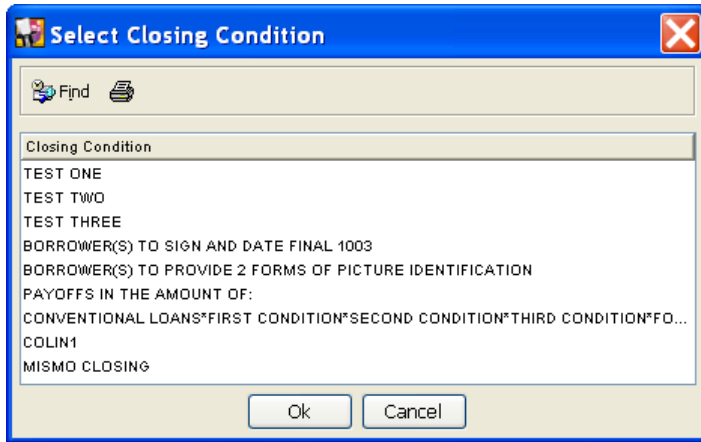 Select Closing Condition
Find
Closing Condition
TEST ONE
TEST TWO
TEST THREE
BORROWER(S) TO SIGN AND DATE FINAL 1003
BORROWER(S) TO PROVIDE 2 FORMS OF PICTURE IDENTIFICATION
PAYOFFS IN THE AMOUNT OF:
CONVENTIONAL LOANS*FIRST CONDITION*SECOND CONDITION*THIRD CONDITION*FO...
COLIN1
MISMO CLOSING
Ok Cancel